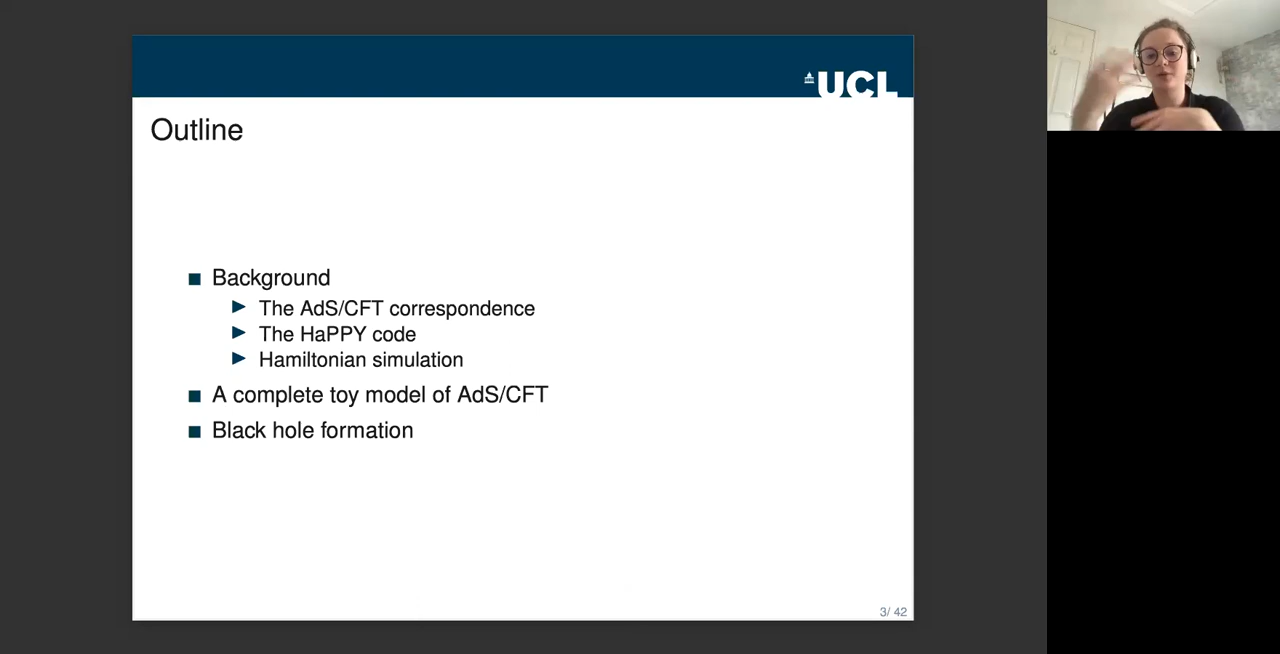 UCL
Outline
Background
The AdS/CFT correspondence
The HaPPY code
Hamiltonian simulation
A complete toy model of AdS/CFT
Black hole formation
3/ 42